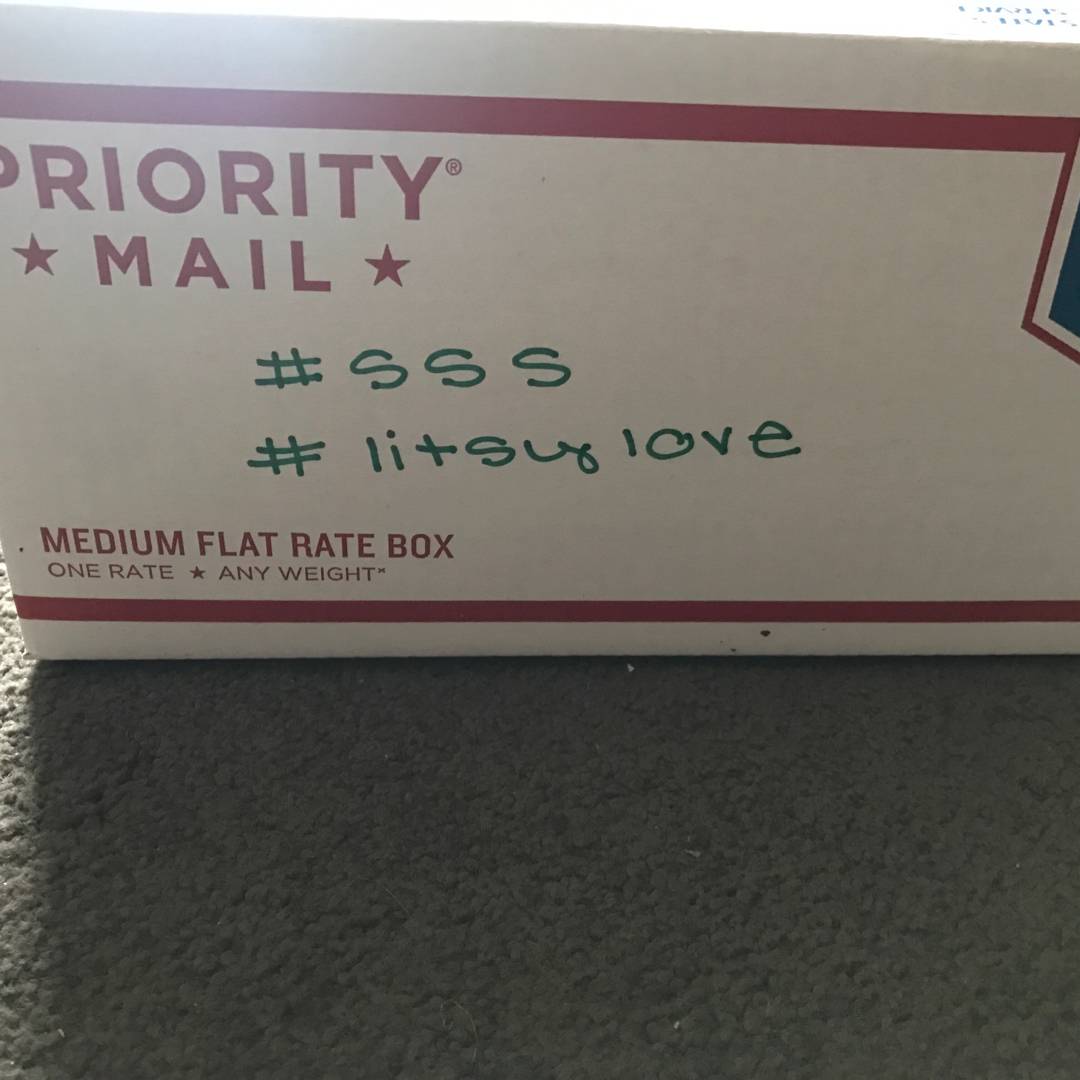 PRIORITY®
★ MAIL ★
#sss
#litsylove
MEDIUM FLAT RATE BOX
ONE RATE ★ ANY WEIGHT*